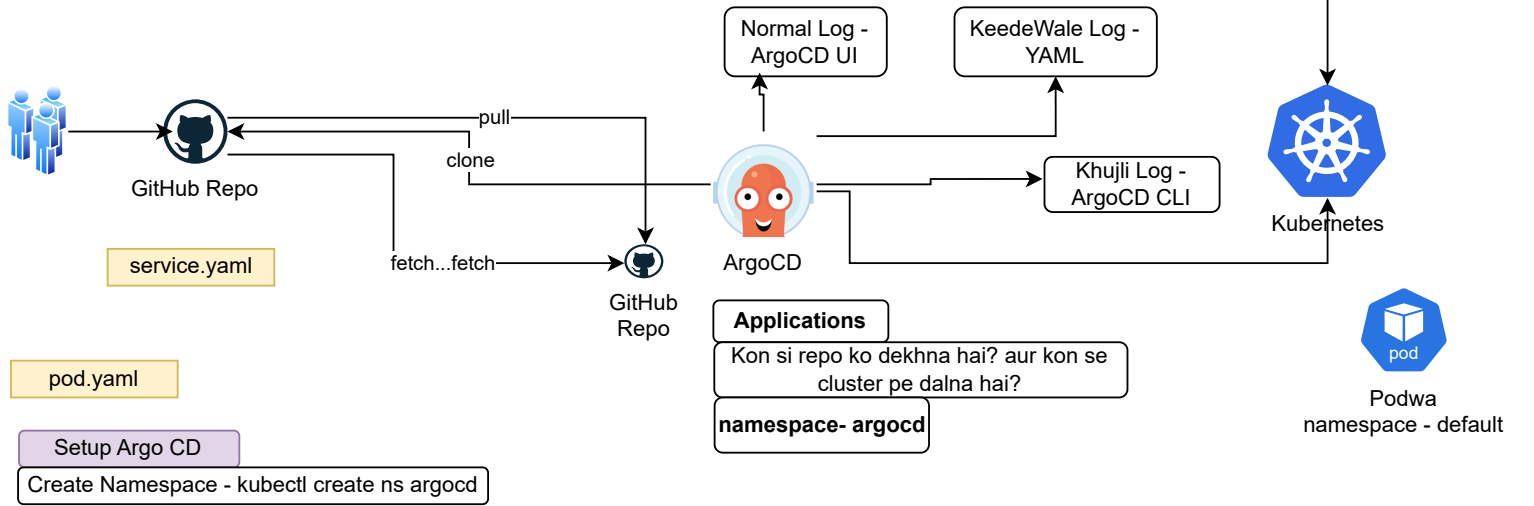 Normal Log -
ArgoCD UI
KeedeWale Log -
YAML
pull
clone
GitHub Repo
Khujli Log -
ArgoCD CLI
Kubernetes
service.yaml
fetch...fetch
ArgoCD
GitHub
Repo
Applications
Kon si repo ko dekhna hai? aur kon se
cluster pe dalna hai?
namespace- argocd
pod
Podwa
namespace - default
pod.yaml
Setup Argo CD
Create Namespace - kubectl create ns argocd